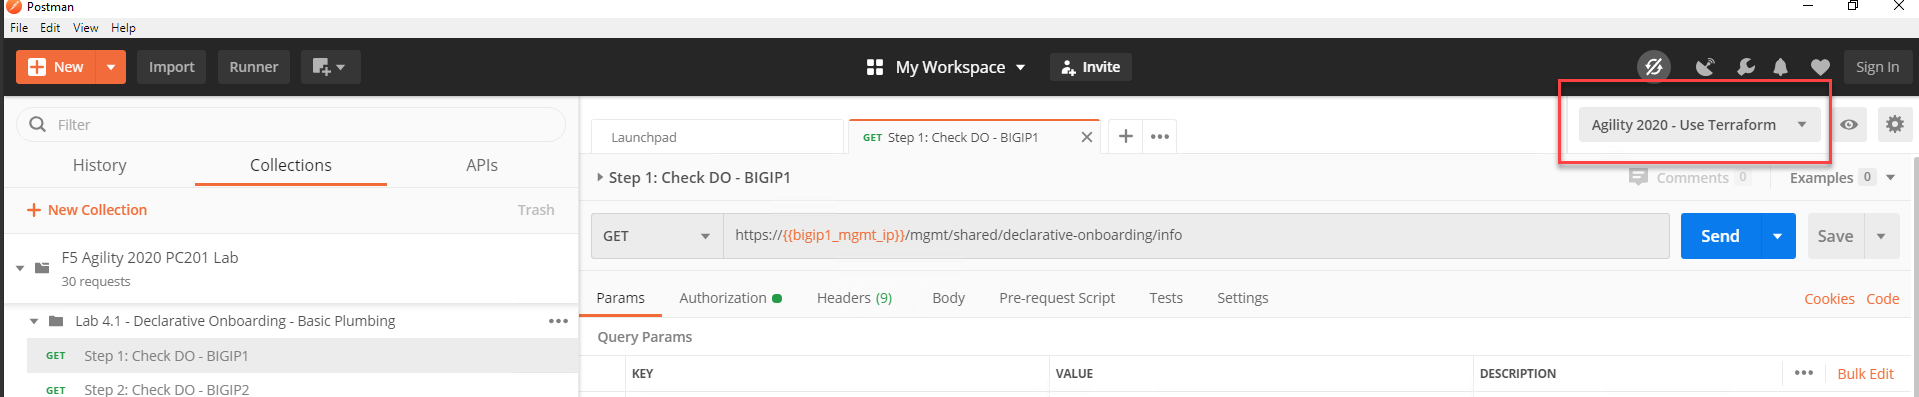 Postman
File Edit View Help
New Import Runner My Workspace Invite Sign In
Filter
History Collections APIs
New Collection Trash
F5 Agility 2020 PC201 Lab
30 requests
Lab 4.1 - Declarative Onboarding - Basic Plumbing
GET Step 1: Check DO - BIGIP1
GET Step 2: Check DO - BIGIP2
Launchpad GET Step 1: Check DO - BIGIP1 Agility 2020 - Use Terraform
Step 1: Check DO - BIGIP1 Comments 0 Examples 0
GET https://{{bigip1_mgmt_ip}}/mgmt/shared/declarative-onboarding/info Send Save
Params Authorization Headers (9) Body Pre-request Script Tests Settings Cookies Code
Query Params
KEY VALUE DESCRIPTION Bulk Edit